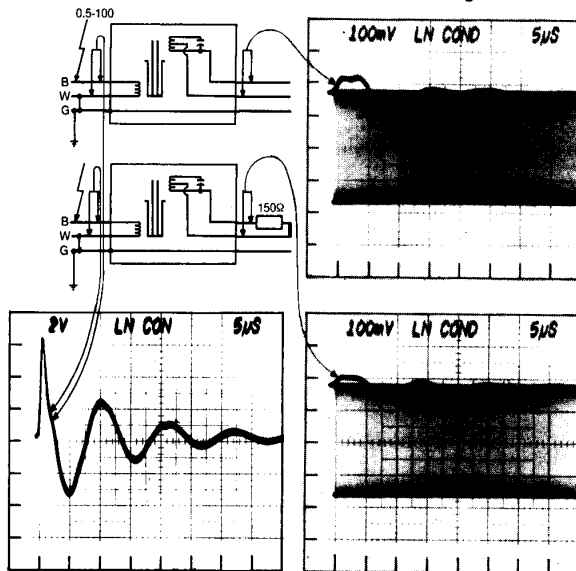 0.5-100
B
W
G
B
W
G
150Ω
100mV LN COND 5µS
2V LN CON 5µS
100mV LN COND 5µS